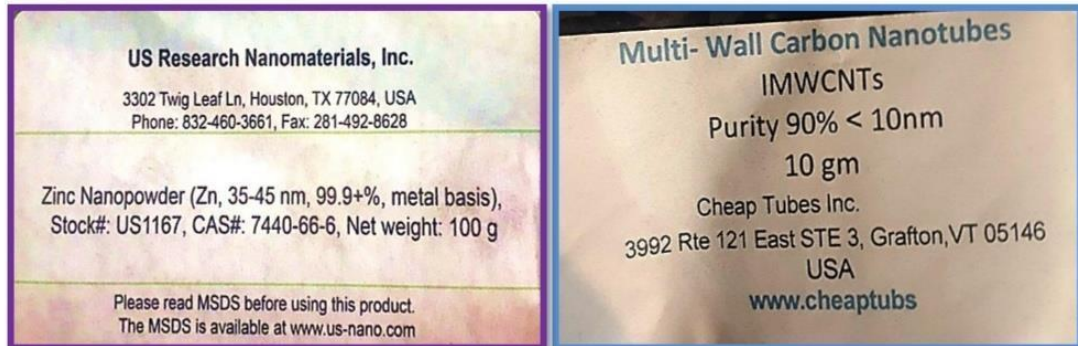 US Research Nanomaterials, Inc.
3302 Twig Leaf Ln, Houston, TX 77084, USA
Phone: 832-460-3661, Fax: 281-492-8628
Zinc Nanopowder (Zn, 35-45 nm, 99.9+%, metal basis),
Stock#: US1167, CAS#: 7440-66-6, Net weight: 100 g
Please read MSDS before using this product.
The MSDS is available at www.us-nano.com
Multi- Wall Carbon Nanotubes
IMWCNTs
Purity 90% < 10nm
10 gm
Cheap Tubes Inc.
3992 Rte 121 East STE 3, Grafton,VT 05146
USA
www.cheaptubs